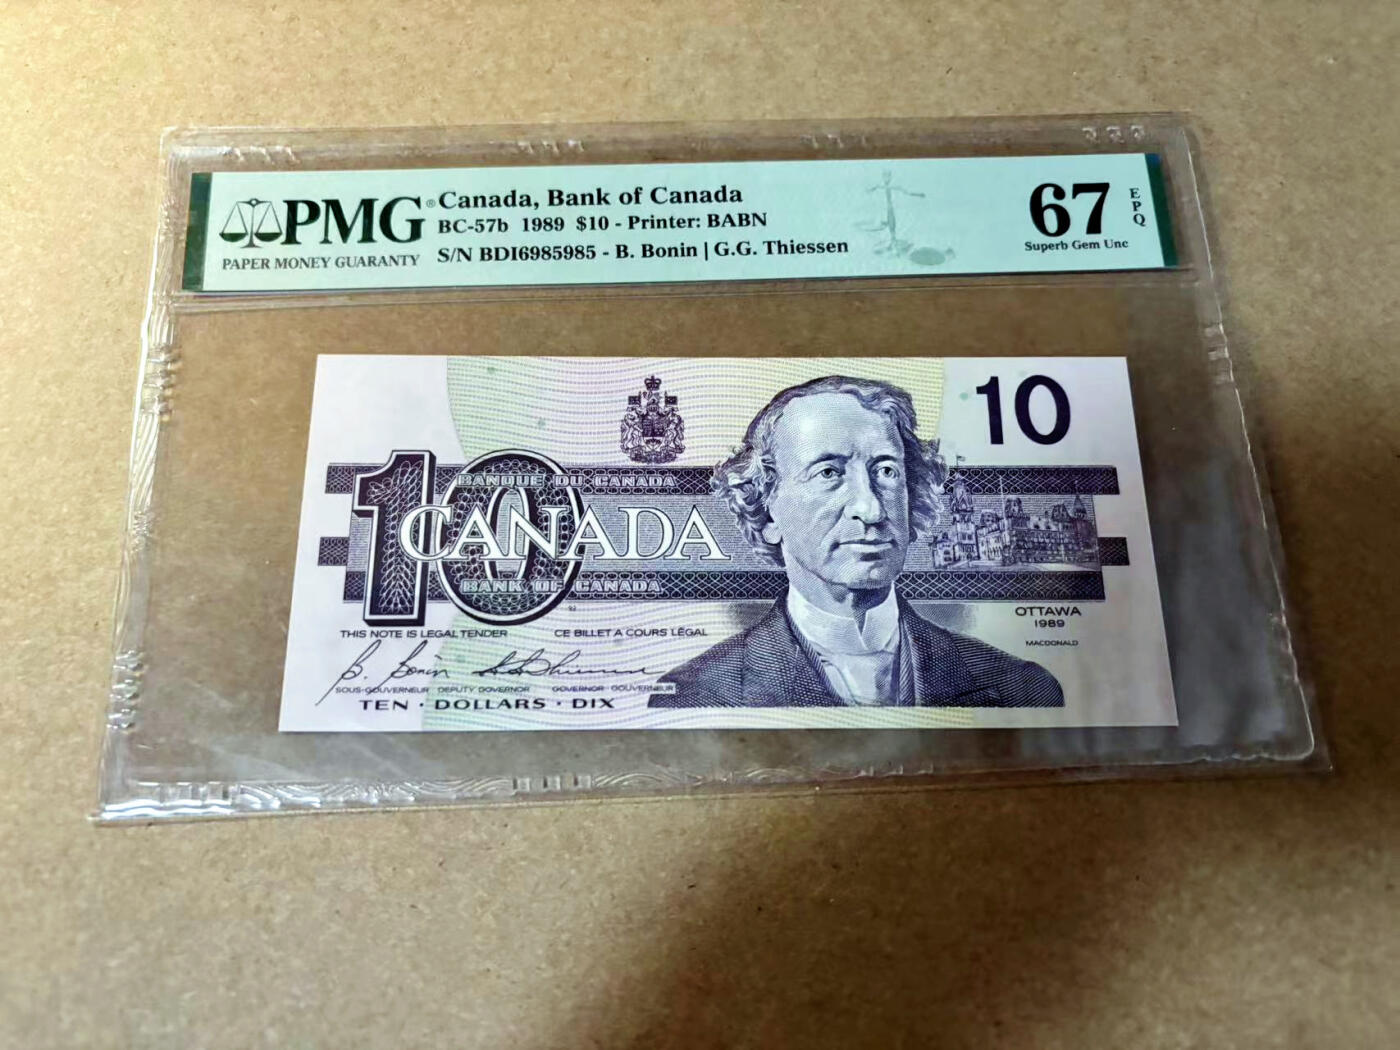 PMG®
PAPER MONEY GUARANTY
Canada, Bank of Canada
BC-57b 1989 $10 - Printer: BABN
S/N BDI6985985 - B. Bonin | G.G. Thiessen
67
EPQ
Superb Gem Unc
10
BANQUE DU CANADA
10
CANADA
BANK OF CANADA
OTTAWA
1989
MACDONALD
THIS NOTE IS LEGAL TENDER CE BILLET A COURS LÉGAL
B. Bonin
SOUS-GOUVERNEUR DEPUTY GOVERNOR GOVERNOR GOUVERNEUR
TEN · DOLLARS · DIX